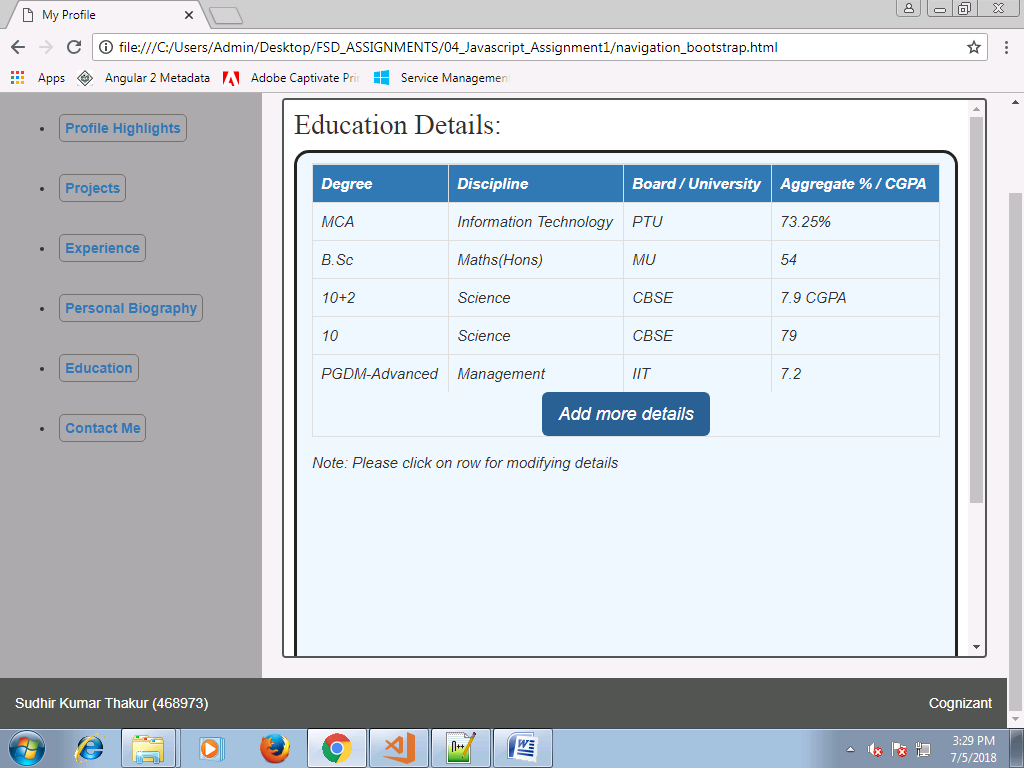 My Profile
file:///C:/Users/Admin/Desktop/FSD_ASSIGNMENTS/04_Javascript_Assignment1/navigation_bootstrap.html
Apps Angular 2 Metadata Adobe Captivate Prin Service Management
Profile Highlights
Projects
Experience
Personal Biography
Education
Contact Me
Education Details:
Degree Discipline Board / University Aggregate % / CGPA
MCA Information Technology PTU 73.25%
B.Sc Maths(Hons) MU 54
10+2 Science CBSE 7.9 CGPA
10 Science CBSE 79
PGDM-Advanced Management IIT 7.2
Add more details
Note: Please click on row for modifying details
Sudhir Kumar Thakur (468973) Cognizant
3:29 PM
7/5/2018